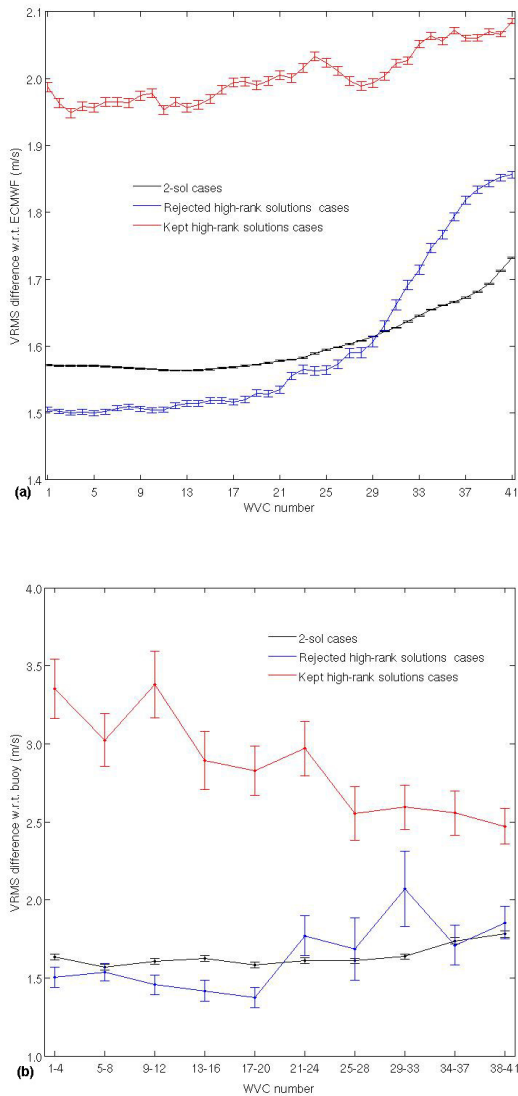 2.1
2.0
1.9
1.8
1.7
1.6
1.5
1.4
VRMS difference w.r.t. ECMWF (m/s)
2-sol cases
Rejected high-rank solutions cases
Kept high-rank solutions cases
1 5 9 13 17 21 25 29 33 37 41
WVC number
(a)
4.0
3.5
3.0
2.5
2.0
1.5
1.0
VRMS difference w.r.t. buoy (m/s)
2-sol cases
Rejected high-rank solutions cases
Kept high-rank solutions cases
1-4 5-8 9-12 13-16 17-20 21-24 25-28 29-33 34-37 38-41
WVC number
(b)